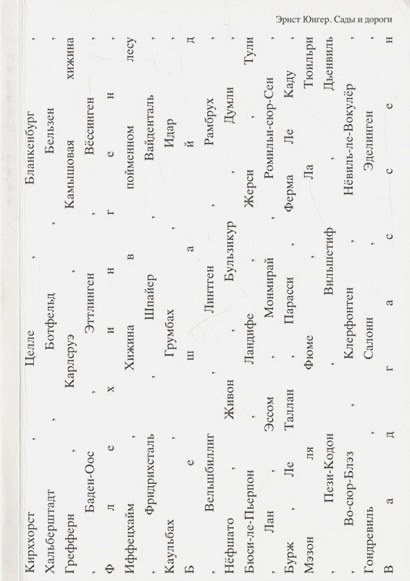 Эрнст Юнгер. Сады и дороги
Кирххорст , Целле , Бланкенбург ,
Хальберштадт , Ботфельд , Бельзен ,
Грефферн , Карлсруэ , Камышовая хижина
, Баден-Оос , Эттлинген , Вёссинген ,
Ф л е х и н г е н ,
Иффецхайм , Хижина в пойменном лесу
, Фридрихсталь , Шпайер , Вайденталь ,
Каульбах , Грумбах , Идар ,
Б е ш а й д
, Вельшбиллиг , Линтген , Рамбрух ,
Нёфшато , Живон , Бульзикур , Думли ,
Бюси-ле-Пьерпон , Ландифе , Жерси , Тули
, Лан , Эссом , Монмирай , Ромильи-сюр-Сен ,
Бурж , Ле Таллан , Парасси , Ферма Ле Каду ,
Мэзон ля Фюме , Ла Тюильри
, Пези-Кодон , Вильшетиф , Дьенвиль ,
Во-сюр-Блэз , Клерфонтен , Нёвиль-ле-Вокулёр ,
Гондревиль , Салонн , Эделинген ,
В а д г а с с е н